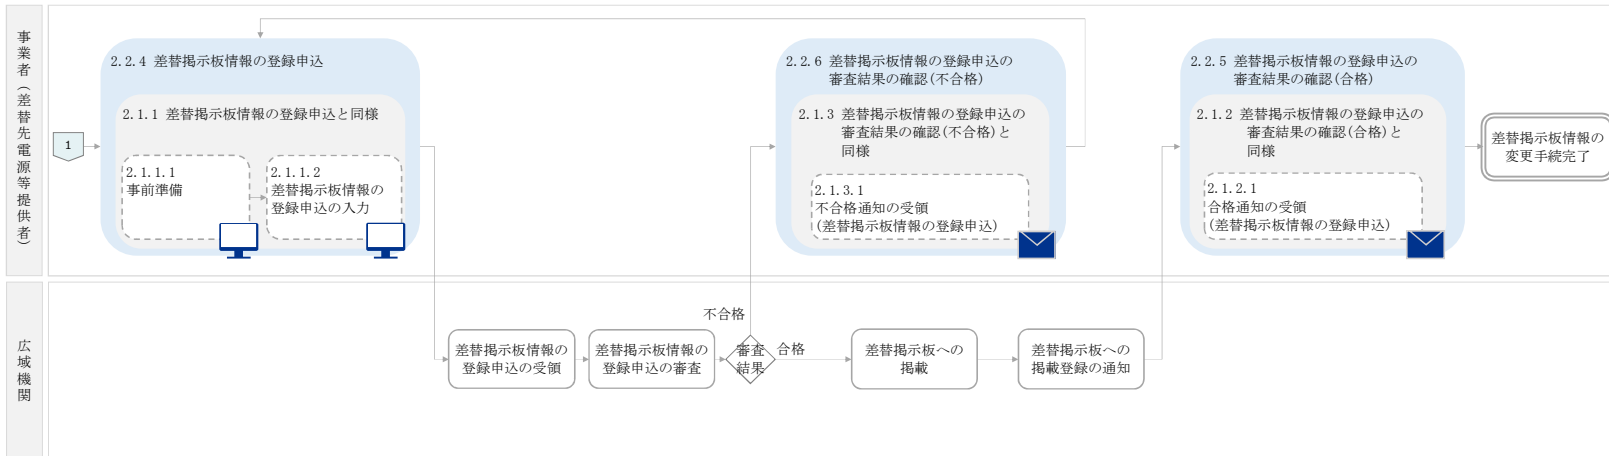 事業者（差替先電源等提供者）
1
2.2.4 差替掲示板情報の登録申込
2.1.1 差替掲示板情報の登録申込と同様
2.1.1.1
事前準備
2.1.1.2
差替掲示板情報の
登録申込の入力
2.2.6 差替掲示板情報の登録申込の
審査結果の確認(不合格)
2.1.3 差替掲示板情報の登録申込の
審査結果の確認(不合格)と
同様
2.1.3.1
不合格通知の受領
(差替掲示板情報の登録申込)
2.2.5 差替掲示板情報の登録申込の
審査結果の確認(合格)
2.1.2 差替掲示板情報の登録申込の
審査結果の確認(合格)と
同様
2.1.2.1
合格通知の受領
(差替掲示板情報の登録申込)
差替掲示板情報の
変更手続完了
広域機関
差替掲示板情報の
登録申込の受領
差替掲示板情報の
登録申込の審査
不合格
審査
結果
合格
差替掲示板への
掲載
差替掲示板への
掲載登録の通知